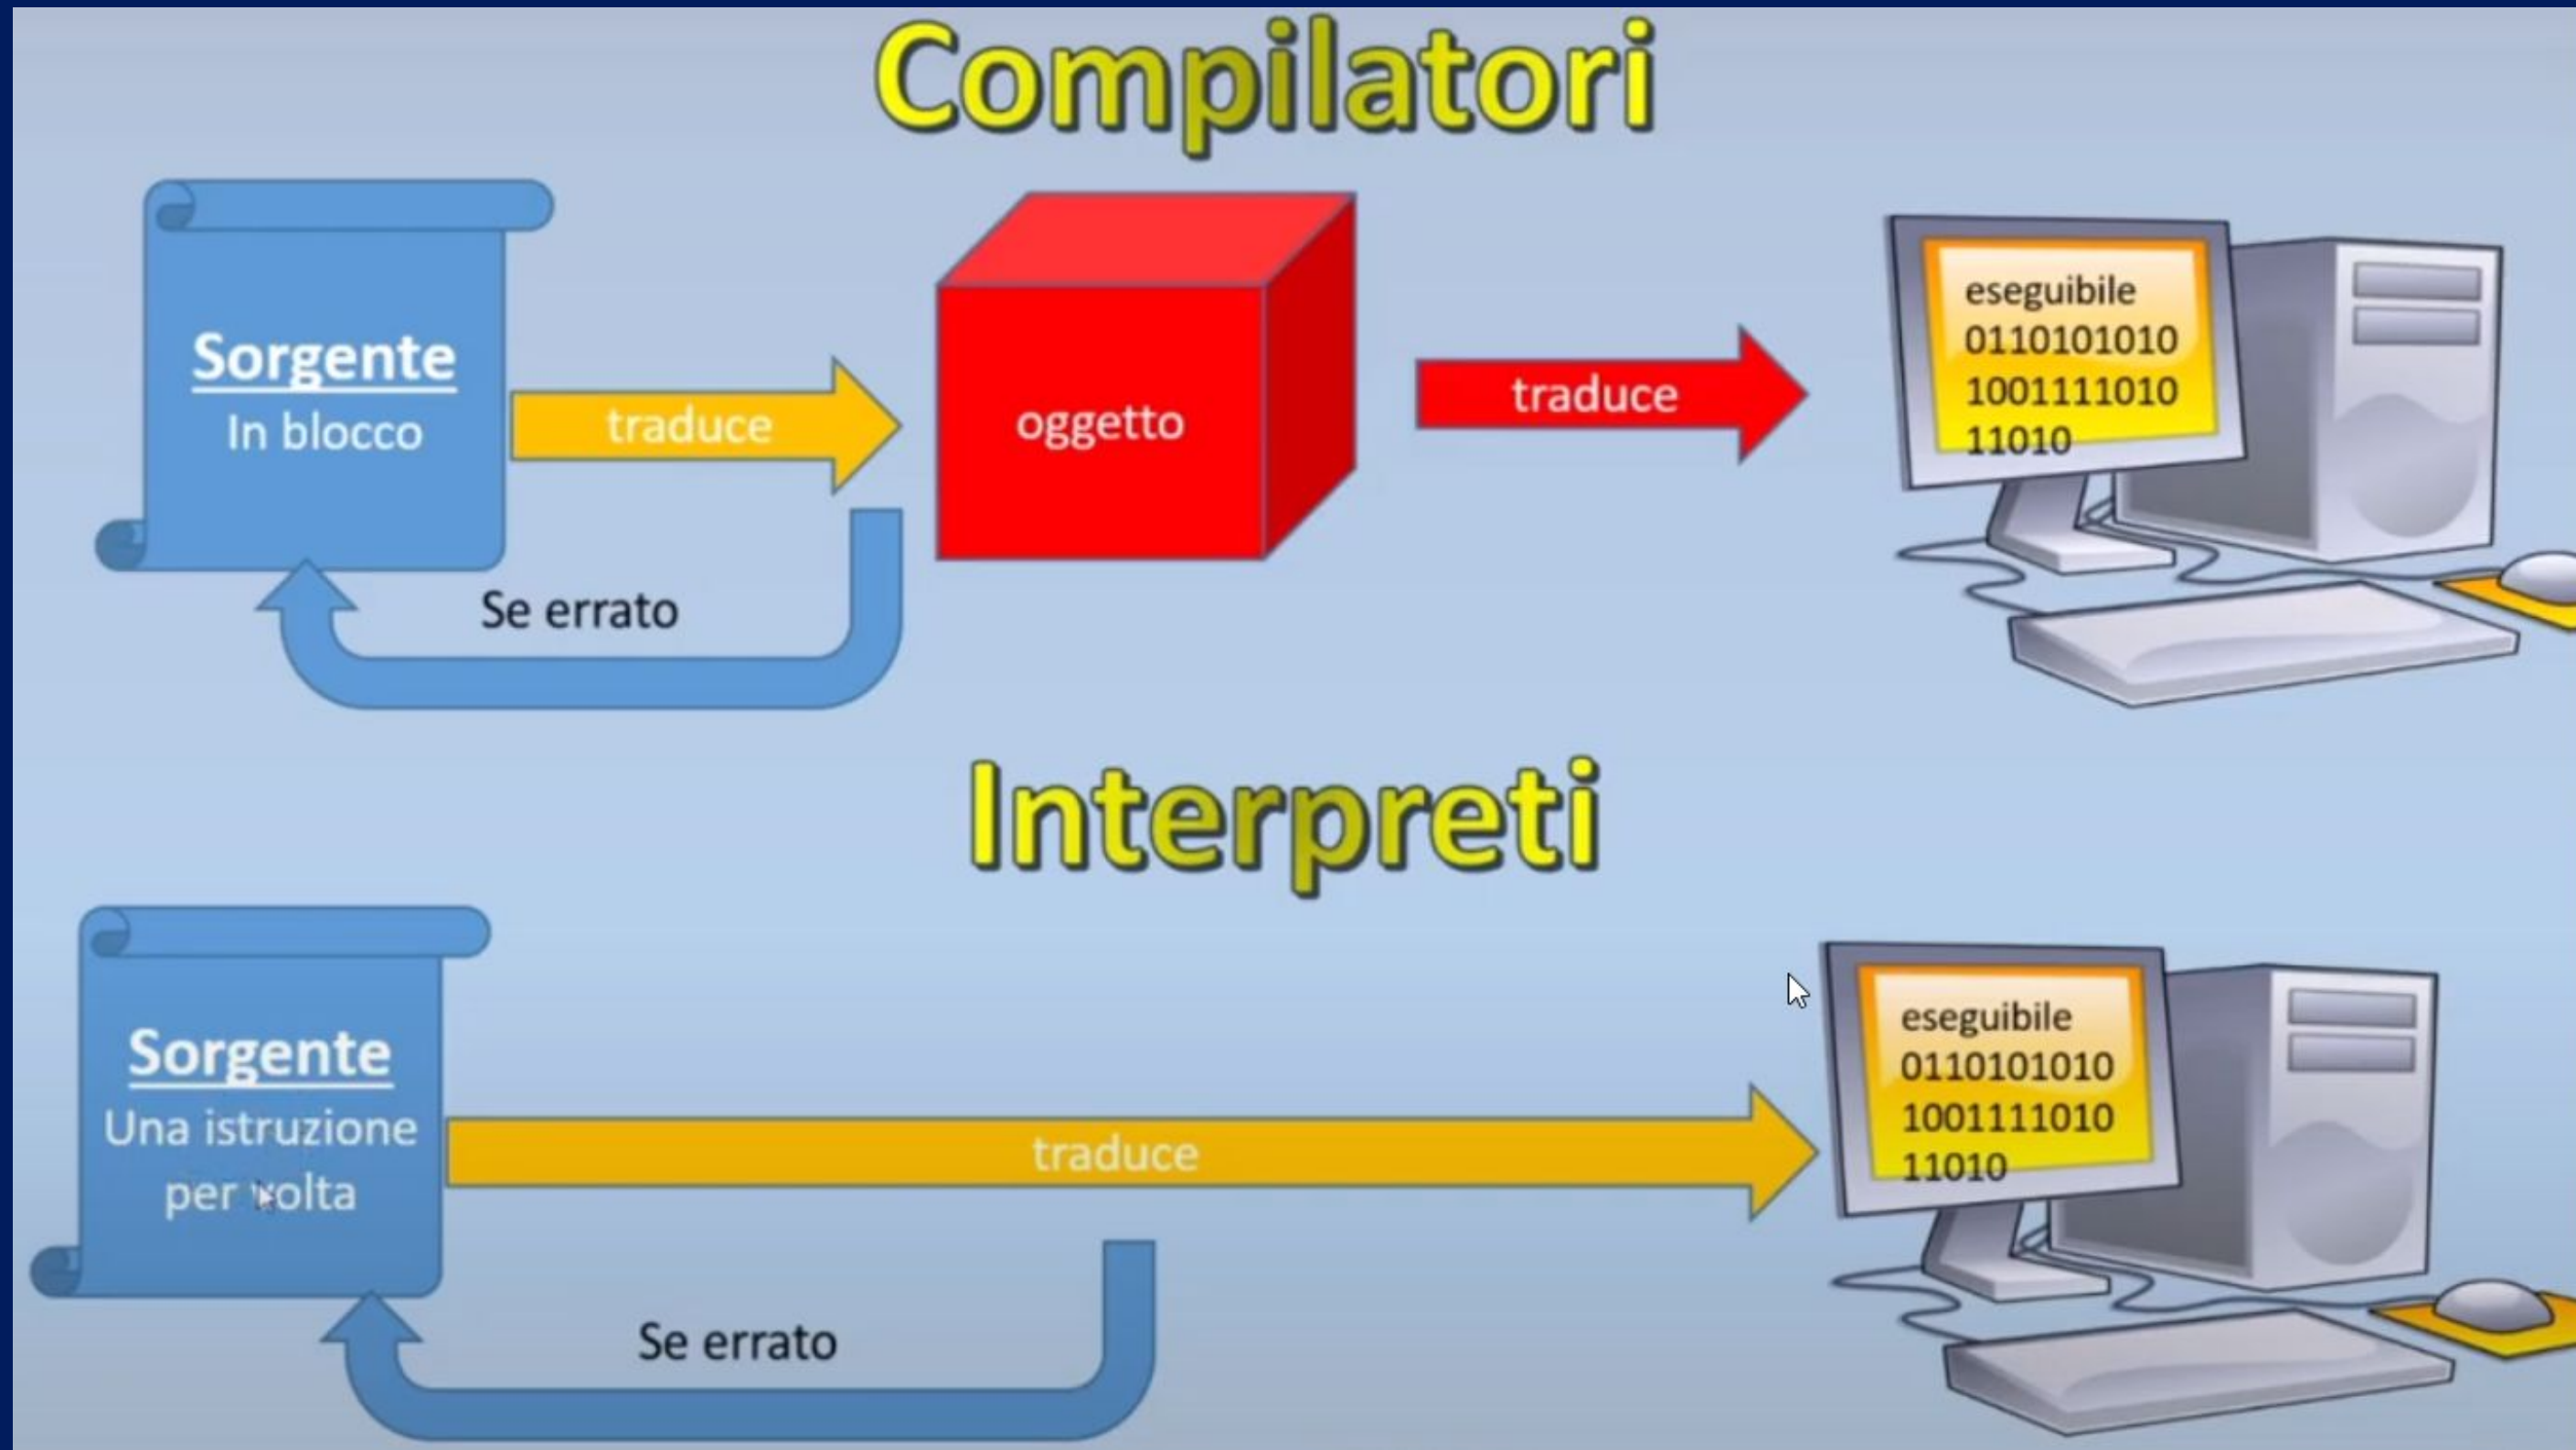 Compilatori
Sorgente
In blocco
traduce
oggetto
traduce
eseguibile
0110101010
1001111010
11010
Se errato
Interpreti
Sorgente
Una istruzione
per volta
traduce
eseguibile
0110101010
1001111010
11010
Se errato